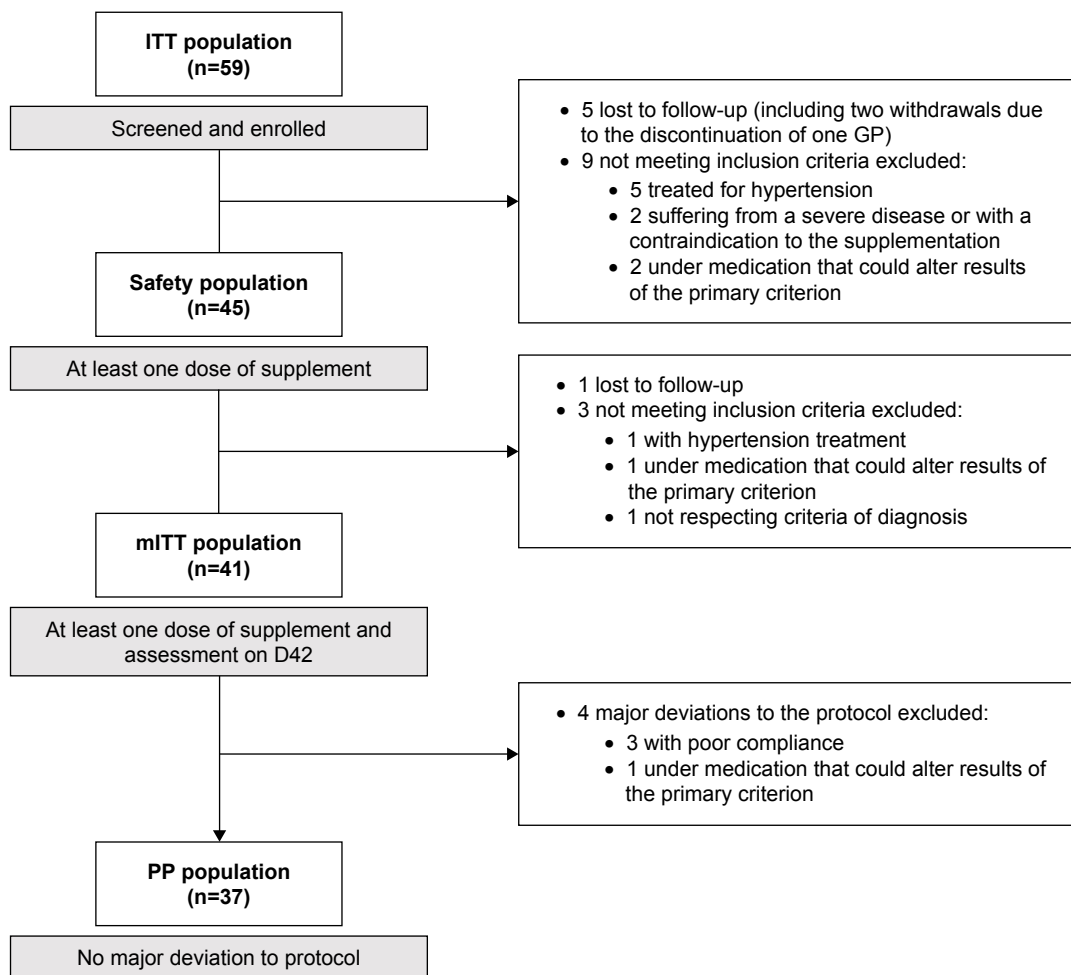 ITT population
(n=59)
Screened and enrolled
• 5 lost to follow-up (including two withdrawals due
to the discontinuation of one GP)
• 9 not meeting inclusion criteria excluded:
• 5 treated for hypertension
• 2 suffering from a severe disease or with a
contraindication to the supplementation
• 2 under medication that could alter results
of the primary criterion
Safety population
(n=45)
At least one dose of supplement
• 1 lost to follow-up
• 3 not meeting inclusion criteria excluded:
• 1 with hypertension treatment
• 1 under medication that could alter results of
the primary criterion
• 1 not respecting criteria of diagnosis
mITT population
(n=41)
At least one dose of supplement and
assessment on D42
• 4 major deviations to the protocol excluded:
• 3 with poor compliance
• 1 under medication that could alter results of
the primary criterion
PP population
(n=37)
No major deviation to protocol